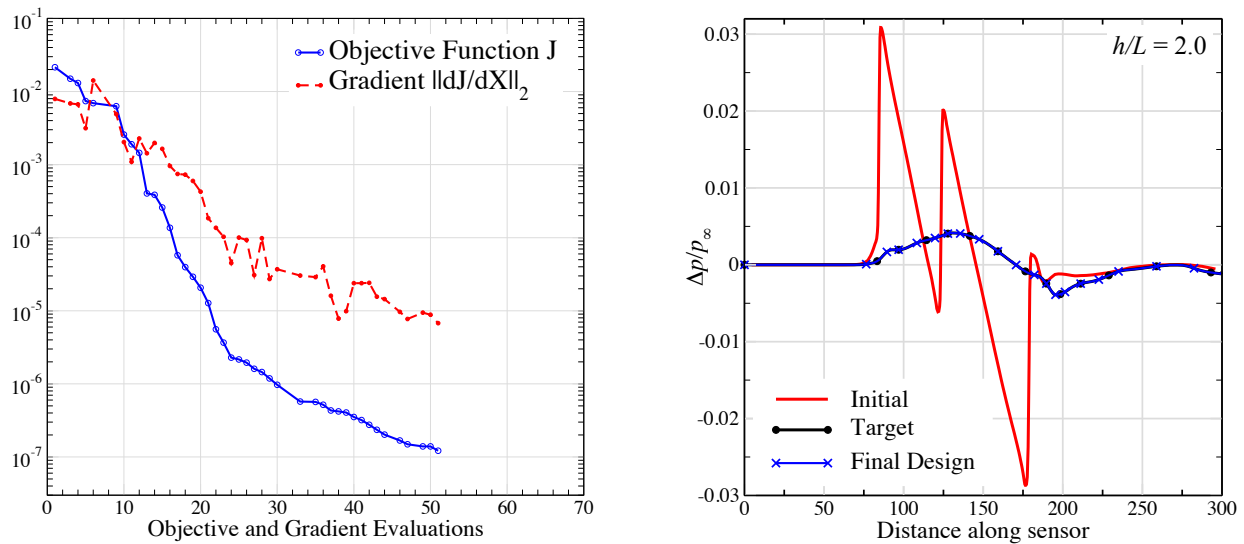 10^-1
10^-2
10^-3
10^-4
10^-5
10^-6
10^-7
Objective Function J
Gradient ||dJ/dX||_2
0 10 20 30 40 50 60 70
Objective and Gradient Evaluations
0.03
0.02
0.01
0
-0.01
-0.02
-0.03
Δp/p_∞
h/L = 2.0
Initial
Target
Final Design
0 50 100 150 200 250 300
Distance along sensor